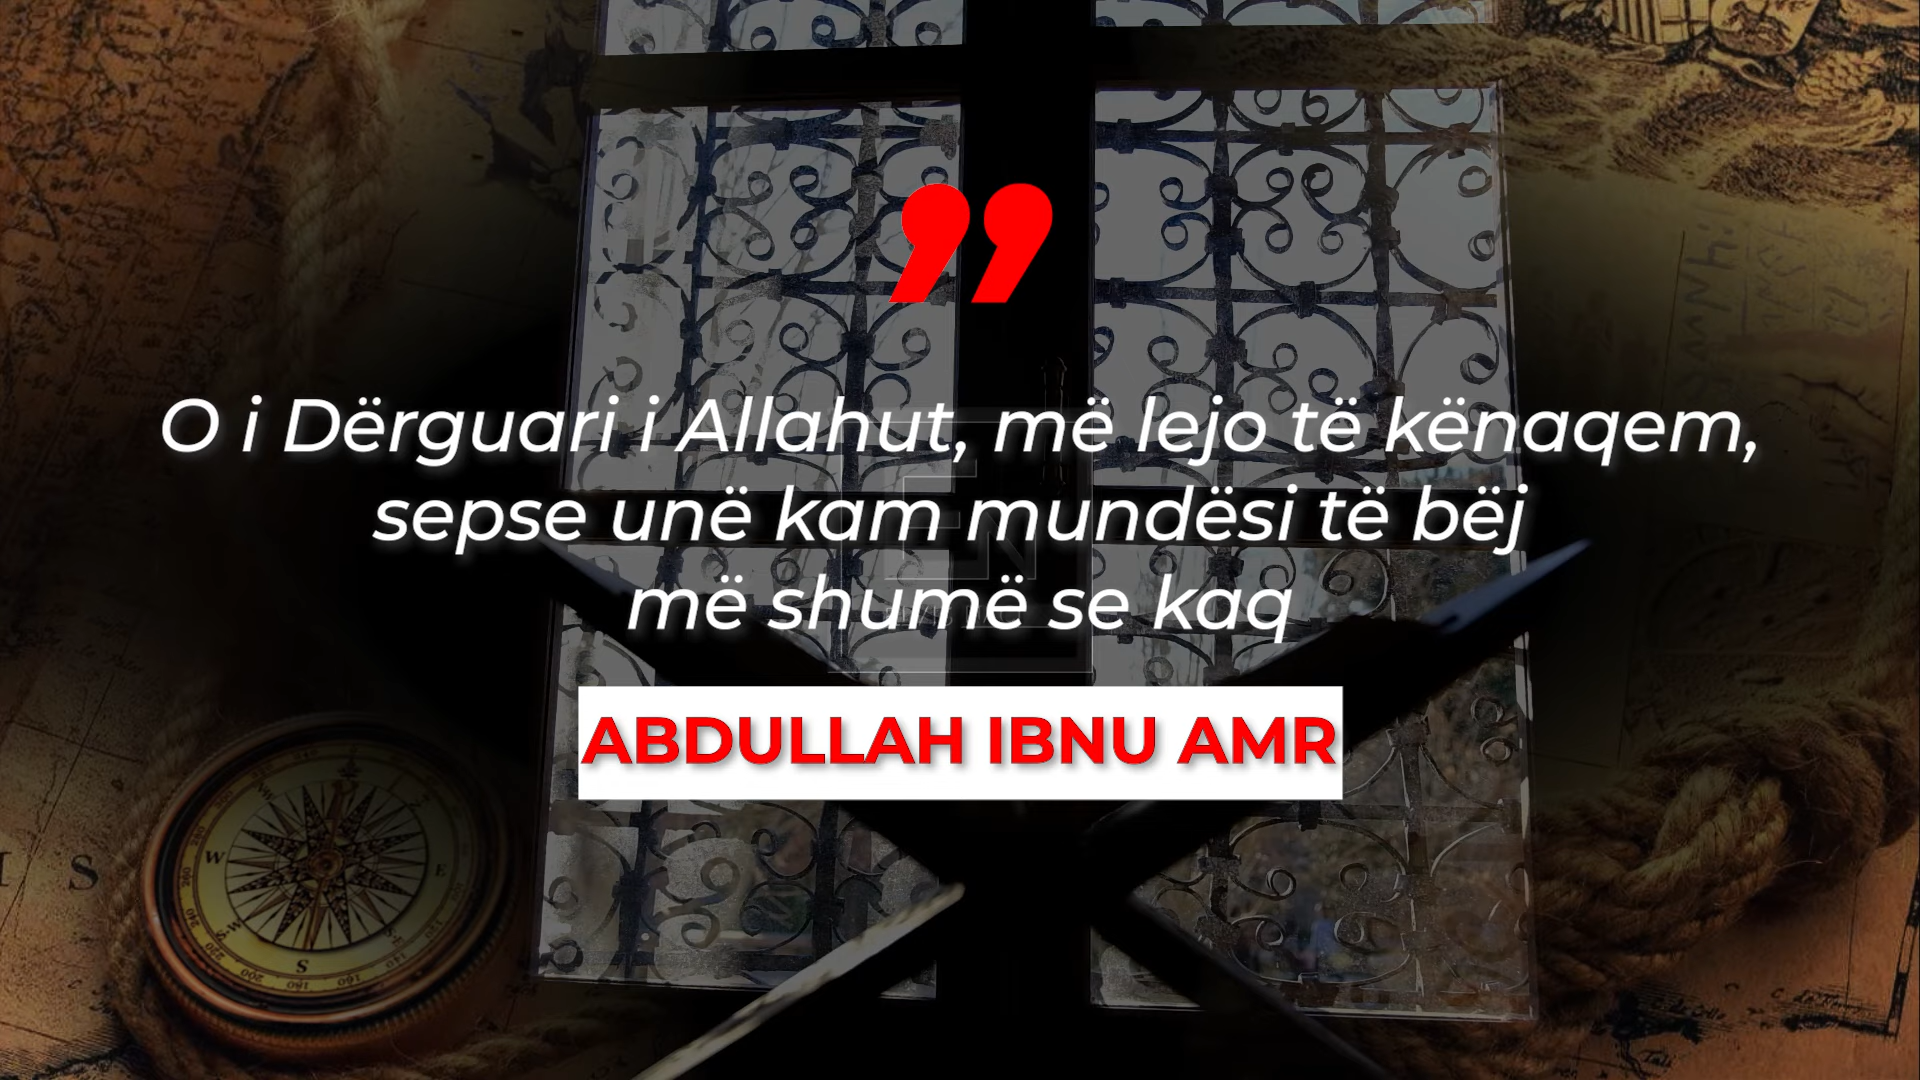 O i Dërguari i Allahut, më lejo të kënaqem,
sepse unë kam mundësi të bëj
më shumë se kaq
ABDULLAH IBNU AMR